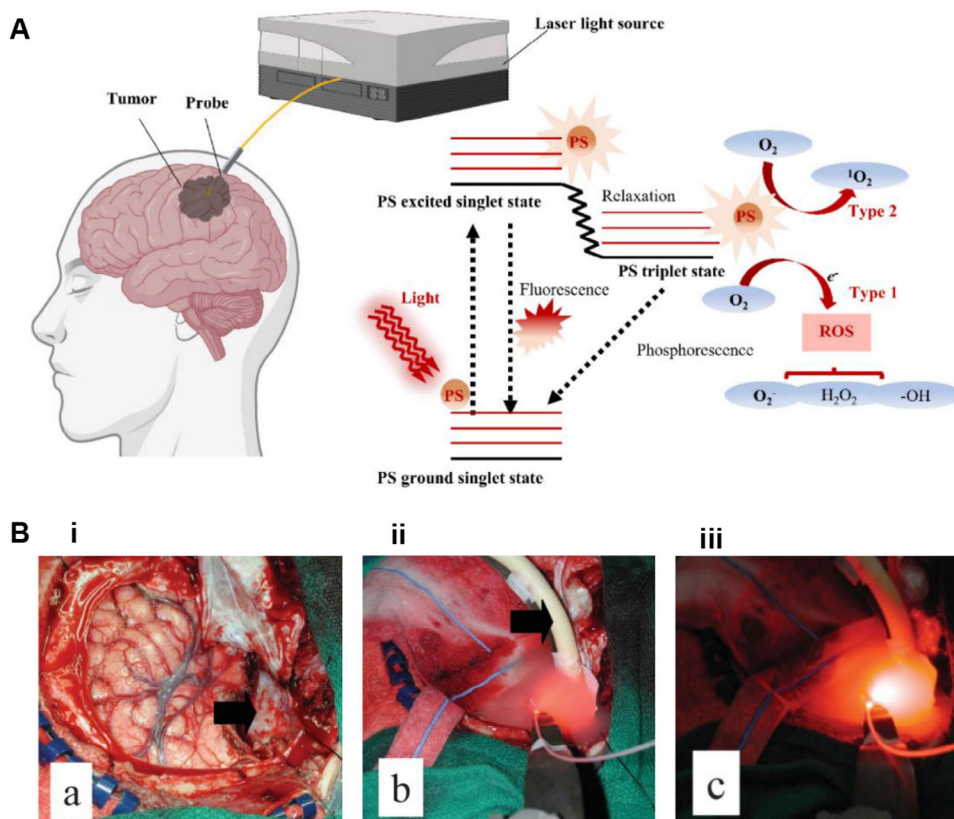 A
Laser light source
Tumor
Probe
PS
O₂
¹O₂
PS excited singlet state
Relaxation
PS
Type 2
PS triplet state
e⁻
Light
Fluorescence
O₂
Type 1
ROS
Phosphorescence
PS
O₂⁻ H₂O₂ -OH
PS ground singlet state
B
i ii iii
a b c